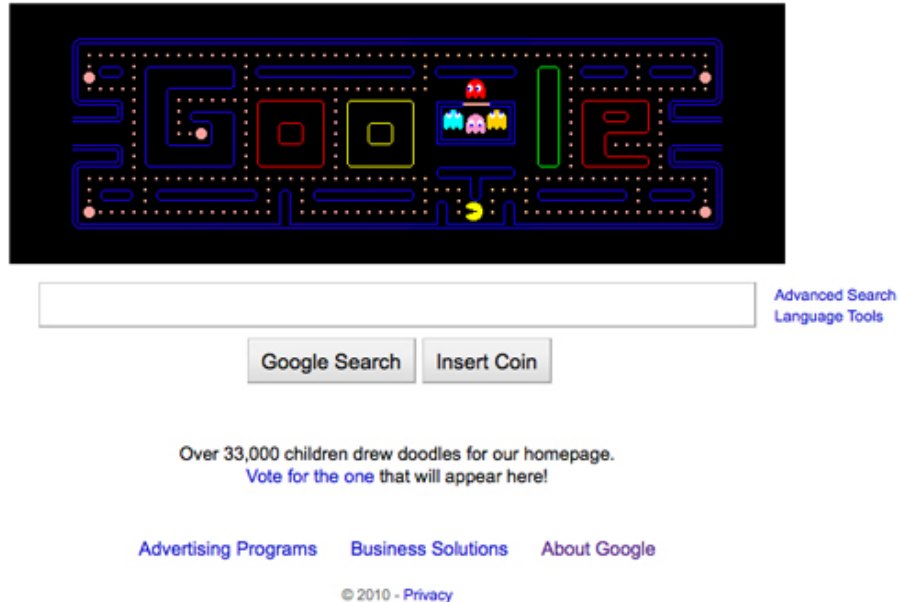 Google
Advanced Search
Language Tools
Google Search Insert Coin
Over 33,000 children drew doodles for our homepage.
Vote for the one that will appear here!
Advertising Programs Business Solutions About Google
© 2010 - Privacy